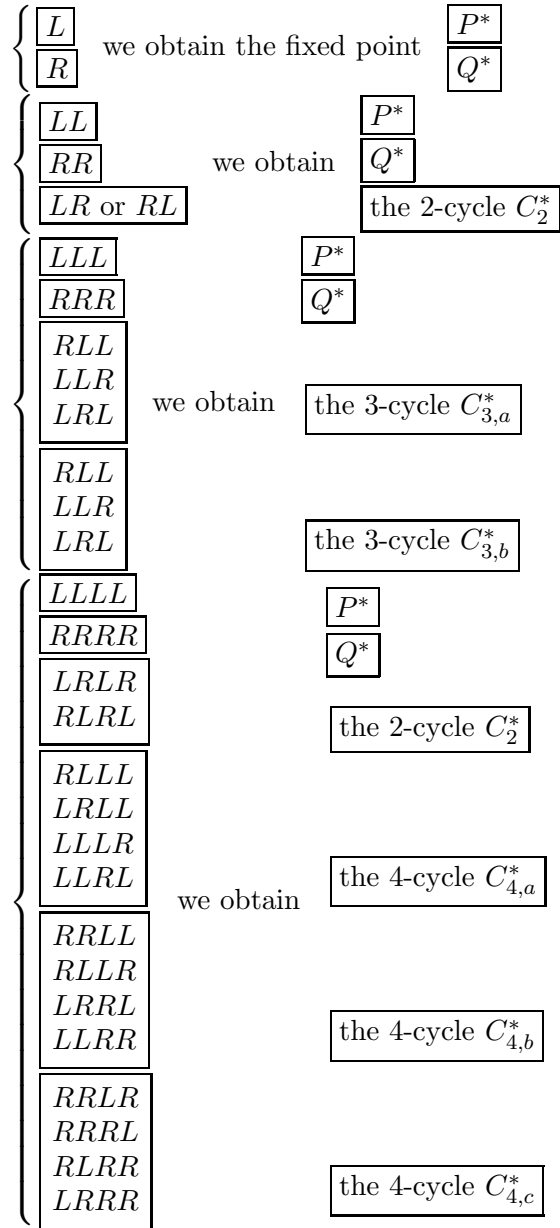 L we obtain the fixed point P*
R Q*
LL P*
RR we obtain Q*
LR or RL the 2-cycle C₂*
LLL P*
RRR Q*
RLL
LLR
LRL we obtain the 3-cycle C*₃,ₐ
RLL
LLR
LRL the 3-cycle C*_{3,b}
LLLL P*
RRRR Q*
LRLR
RLRL the 2-cycle C₂*
RLLL
LRLL
LLLR
LLRL we obtain the 4-cycle C*_{4,a}
RRLL
RLLR
LRRL
LLRR the 4-cycle C*_{4,b}
RRLR
RRRL
RLRR
LRRR the 4-cycle C*_{4,c}